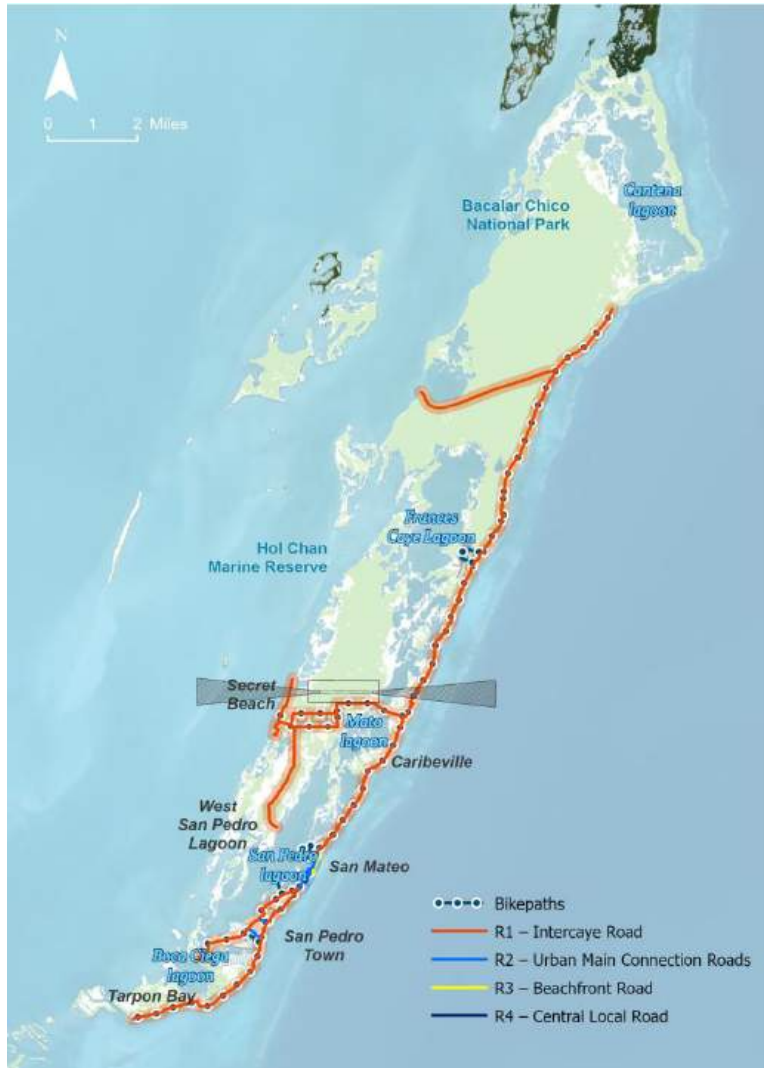 N
0 1 2 Miles
Bacalar Chico
National Park
Cantena
lagoon
Frances
Caye Lagoon
Hol Chan
Marine Reserve
Secret
Beach
Mato
lagoon
Caribeville
West
San Pedro
Lagoon
San Pedro
lagoon
San Mateo
San Pedro
Town
Boca Ciega
lagoon
Tarpon Bay
Bikepaths
R1 – Intercaye Road
R2 – Urban Main Connection Roads
R3 – Beachfront Road
R4 – Central Local Road